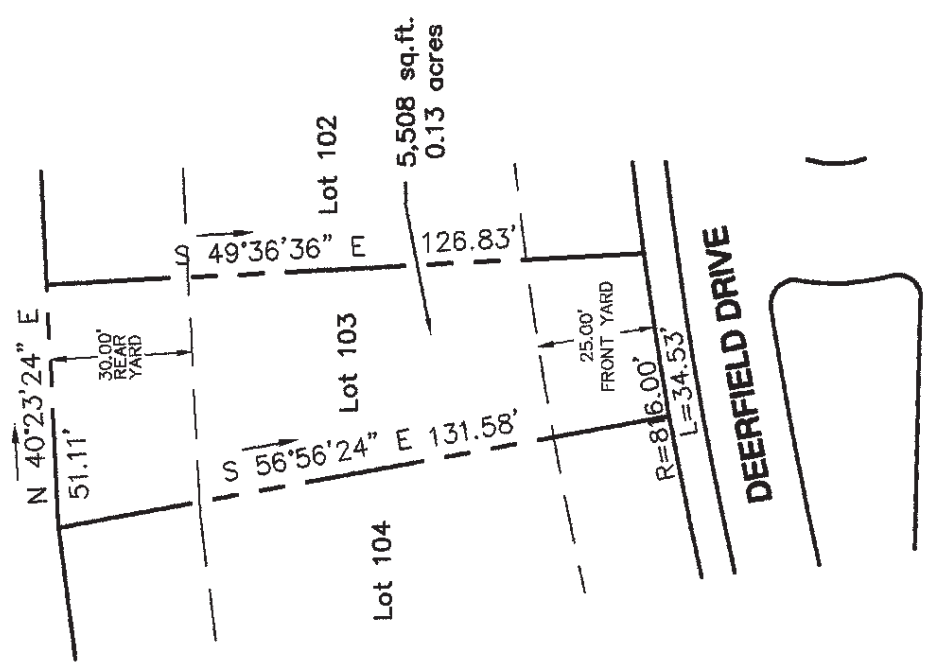 N 40°23'24" E
51.11'
30.00'
REAR
YARD
S 49°36'36" E 126.83'
Lot 102
5,508 sq.ft.
0.13 acres
Lot 103
S 56°56'24" E 131.58'
Lot 104
25.00'
FRONT YARD
R=816.00'
L=34.53'
DEERFIELD DRIVE